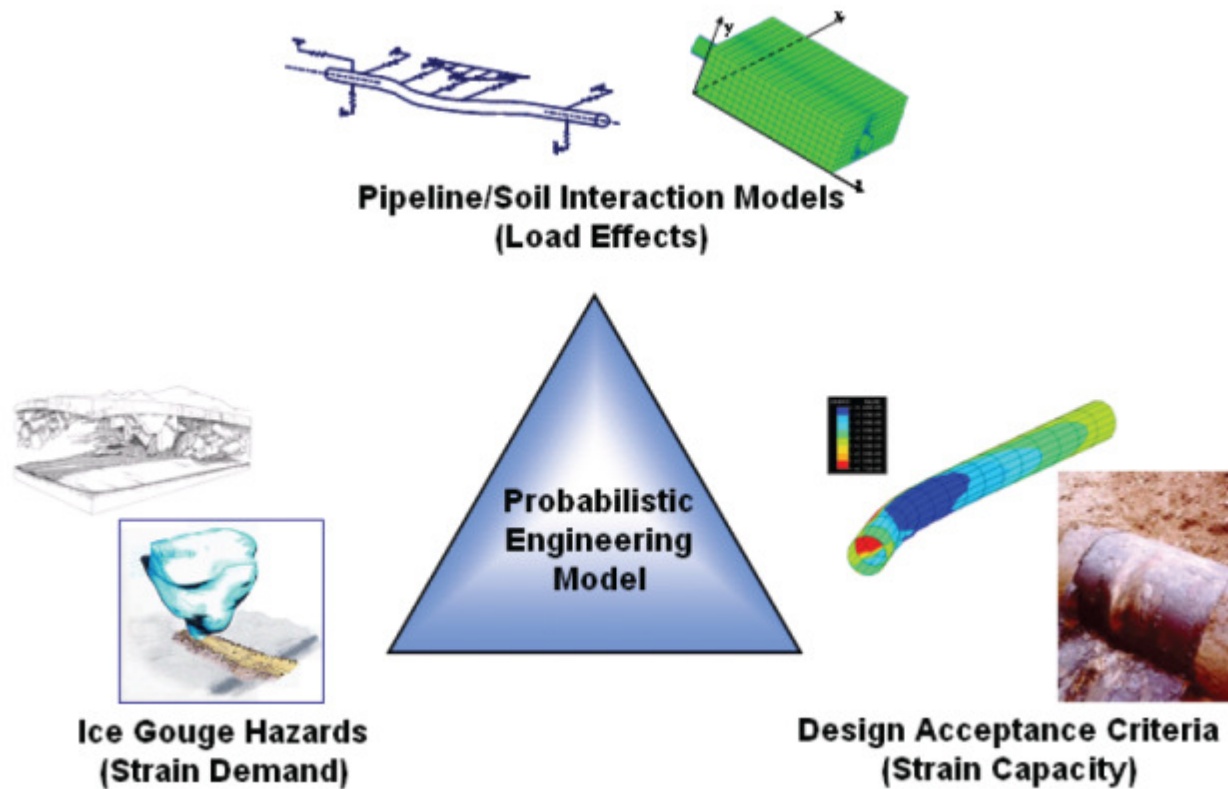 x
y
z
Pipeline/Soil Interaction Models
(Load Effects)
Probabilistic
Engineering
Model
Ice Gouge Hazards
(Strain Demand)
Design Acceptance Criteria
(Strain Capacity)